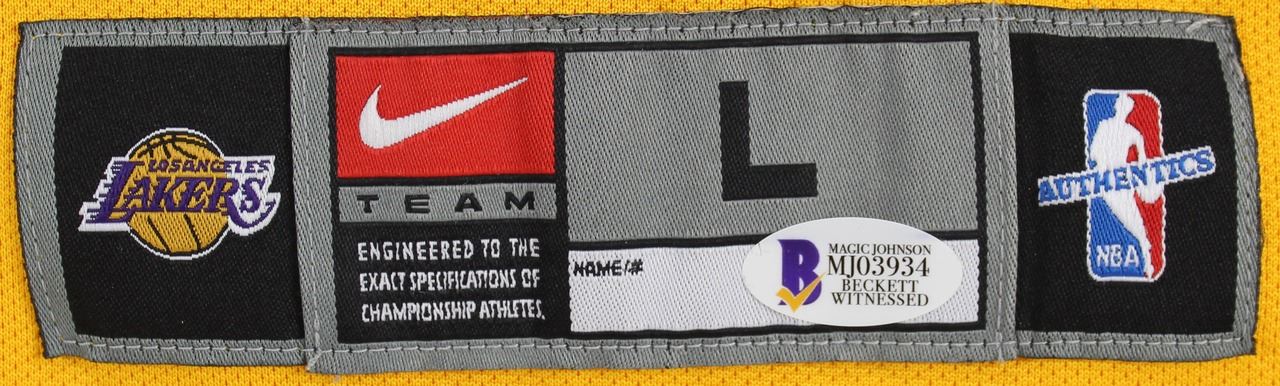 LOS ANGELES
LAKERS
TEAM
ENGINEERED TO THE
EXACT SPECIFICATIONS OF
CHAMPIONSHIP ATHLETES.
L
NAME/#
B
MAGIC JOHNSON
MJ03934
BECKETT
WITNESSED
AUTHENTICS
NBA